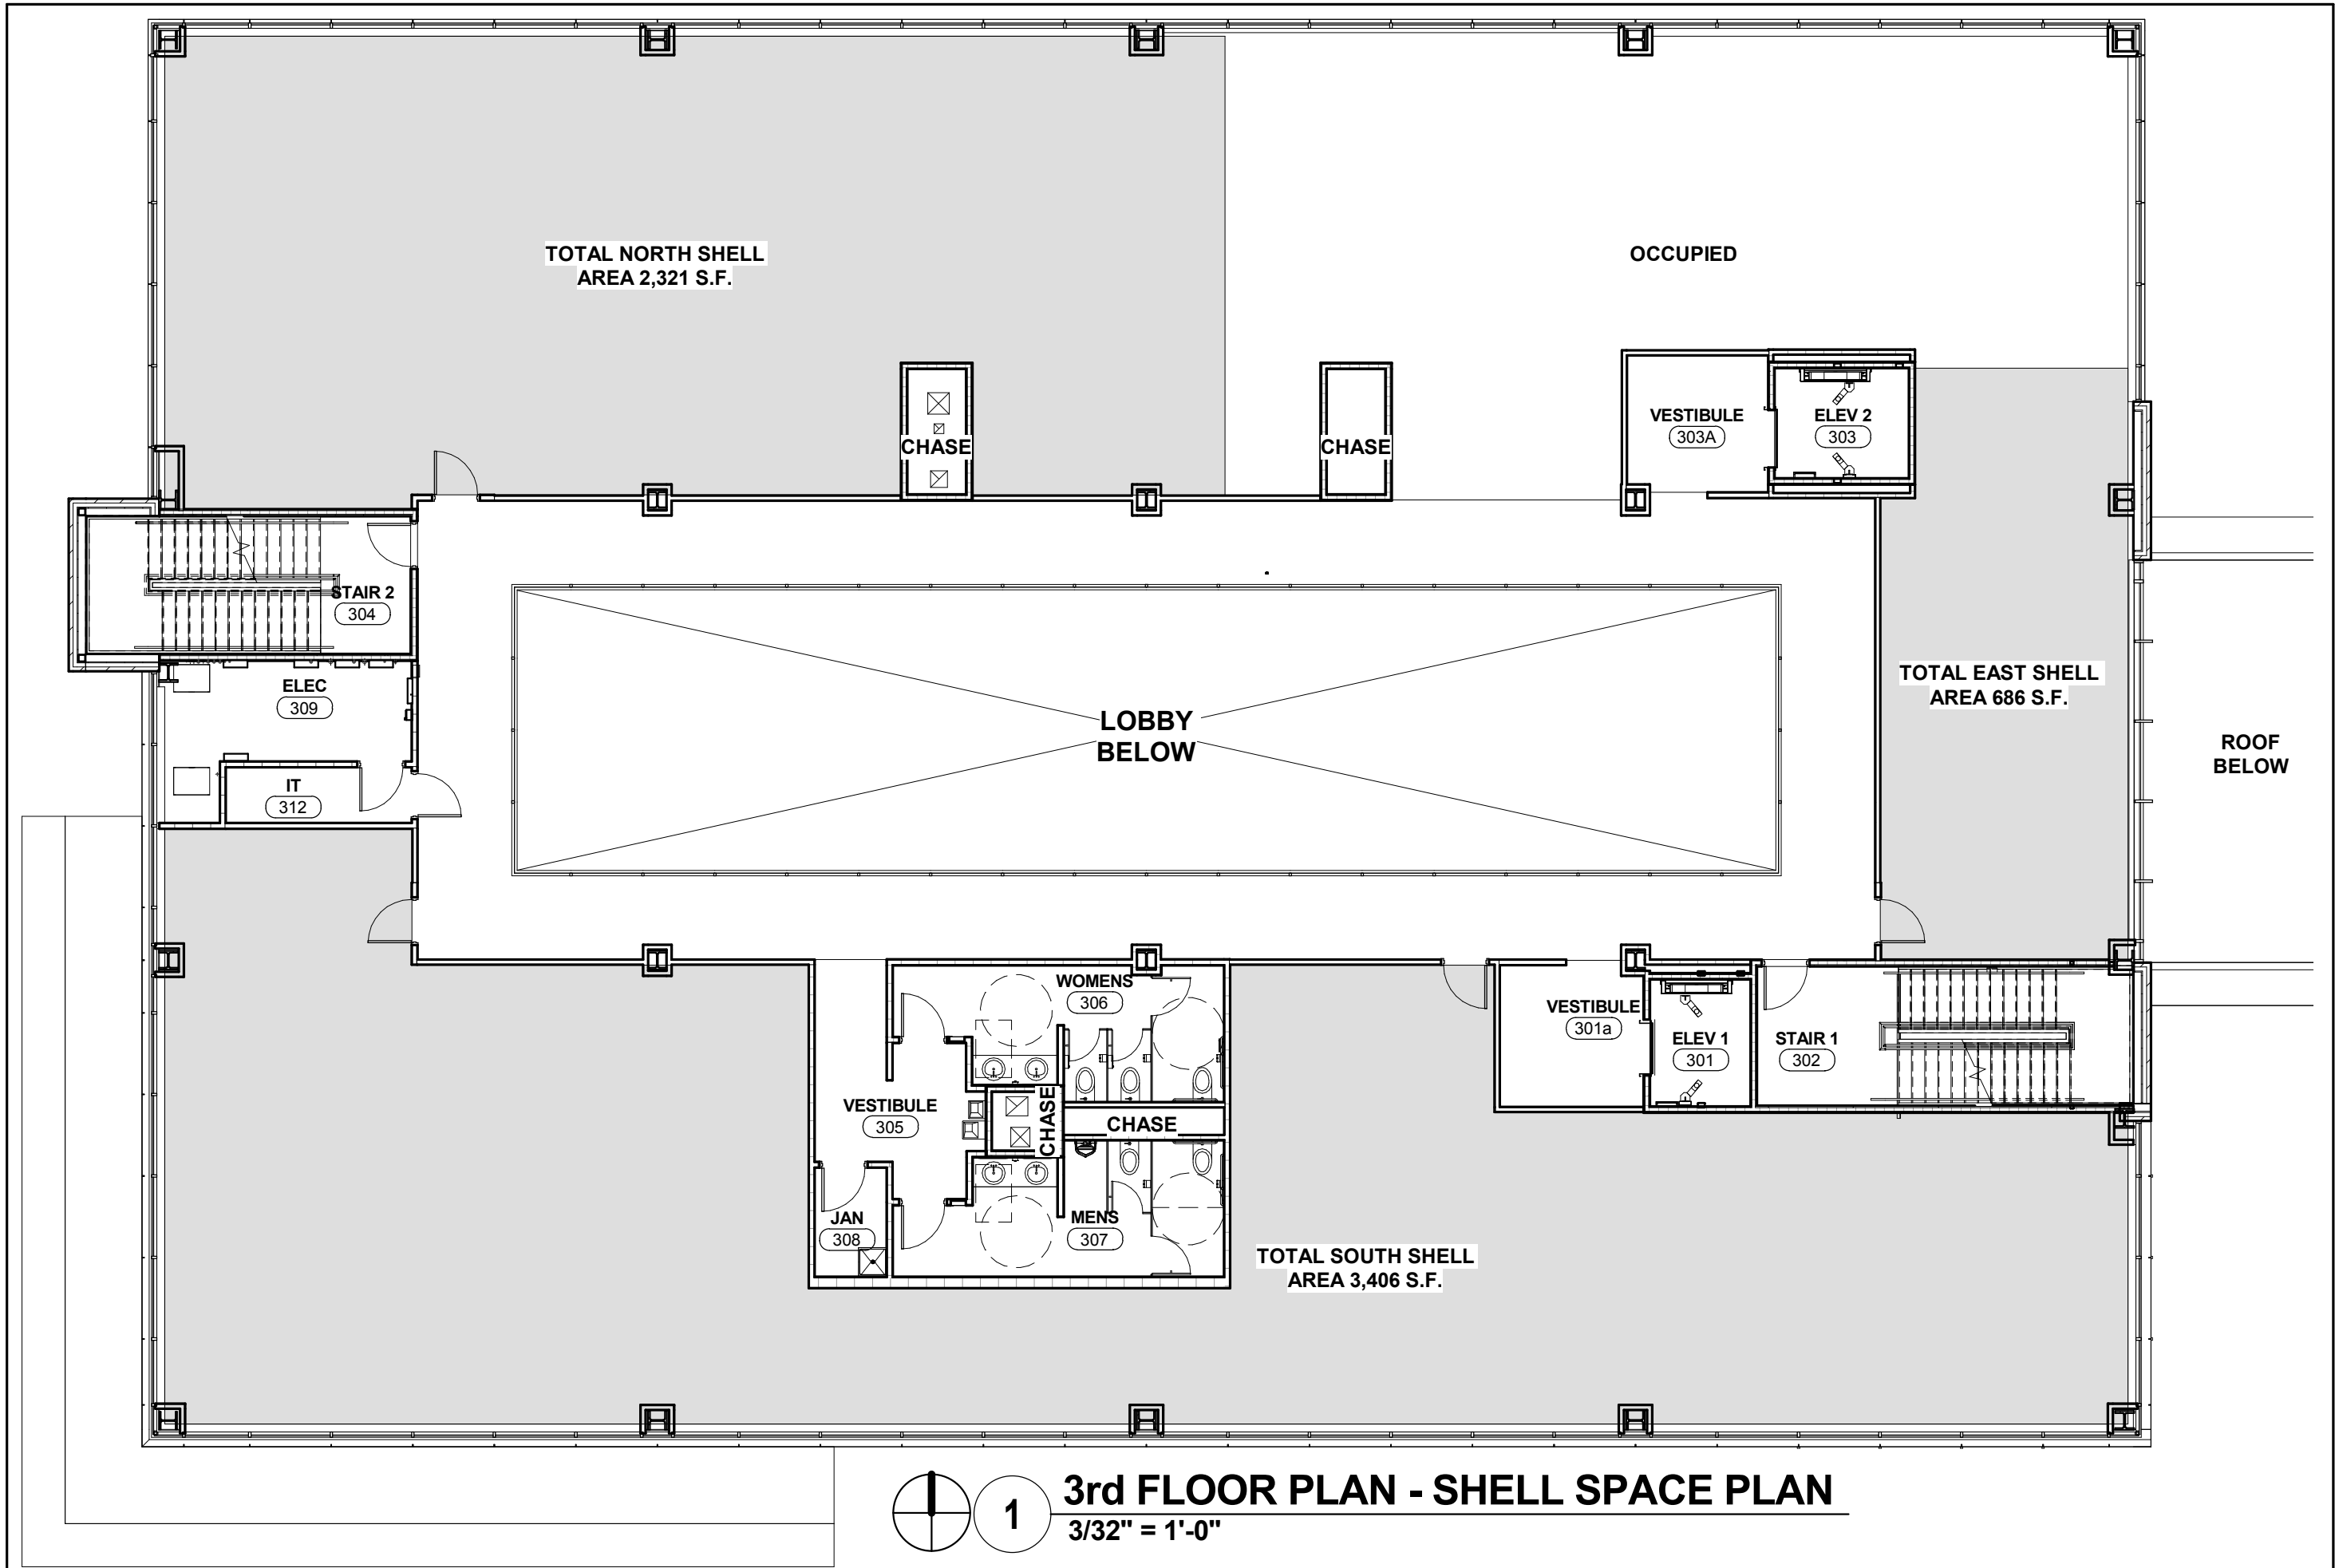 TOTAL NORTH SHELL
AREA 2,321 S.F.
OCCUPIED
CHASE
CHASE
VESTIBULE
303A
ELEV 2
303
STAIR 2
304
ELEC
309
IT
312
LOBBY
BELOW
TOTAL EAST SHELL
AREA 686 S.F.
ROOF
BELOW
WOMENS
306
VESTIBULE
305
CHASE
CHASE
JAN
308
MENS
307
VESTIBULE
301a
ELEV 1
301
STAIR 1
302
TOTAL SOUTH SHELL
AREA 3,406 S.F.
1
3rd FLOOR PLAN - SHELL SPACE PLAN
3/32" = 1'-0"